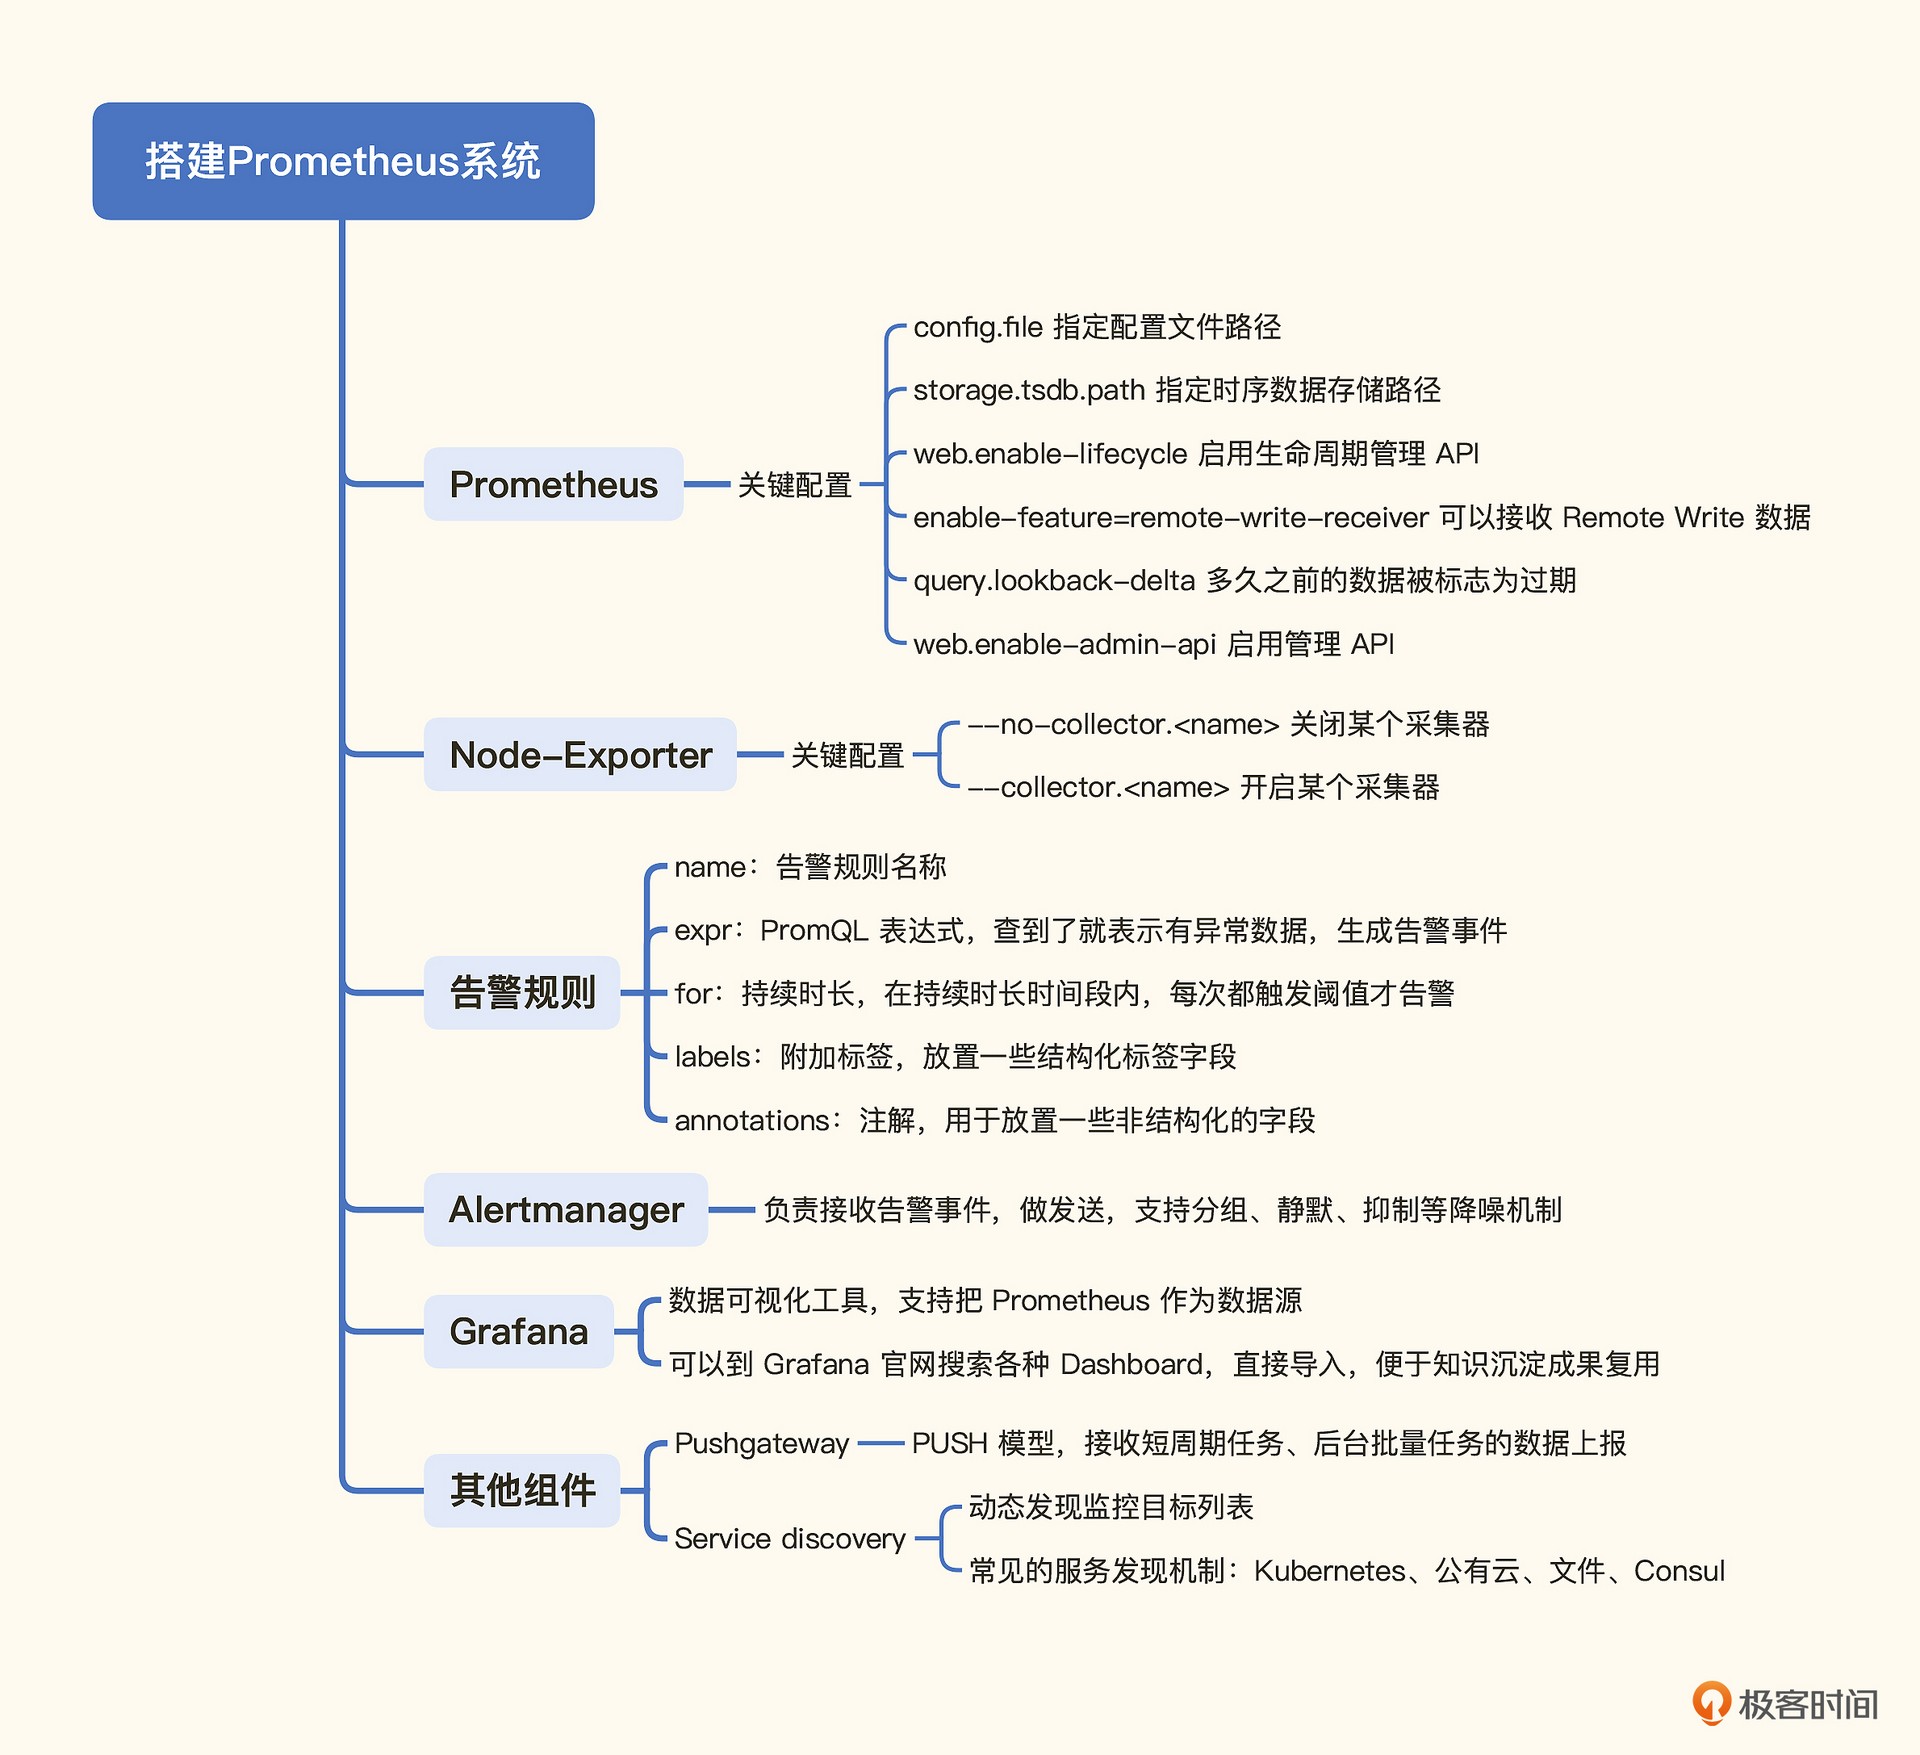 搭建Prometheus系统
Prometheus
关键配置
config.file 指定配置文件路径
storage.tsdb.path 指定时序数据存储路径
web.enable-lifecycle 启用生命周期管理 API
enable-feature=remote-write-receiver 可以接收 Remote Write 数据
query.lookback-delta 多久之前的数据被标志为过期
web.enable-admin-api 启用管理 API
Node-Exporter
关键配置
--no-collector.<name> 关闭某个采集器
--collector.<name> 开启某个采集器
告警规则
name：告警规则名称
expr：PromQL 表达式，查到了就表示有异常数据，生成告警事件
for：持续时长，在持续时长时间段内，每次都触发阈值才告警
labels：附加标签，放置一些结构化标签字段
annotations：注解，用于放置一些非结构化的字段
Alertmanager
负责接收告警事件，做发送，支持分组、静默、抑制等降噪机制
Grafana
数据可视化工具，支持把 Prometheus 作为数据源
可以到 Grafana 官网搜索各种 Dashboard，直接导入，便于知识沉淀成果复用
其他组件
Pushgateway
PUSH 模型，接收短周期任务、后台批量任务的数据上报
Service discovery
动态发现监控目标列表
常见的服务发现机制：Kubernetes、公有云、文件、Consul
极客时间